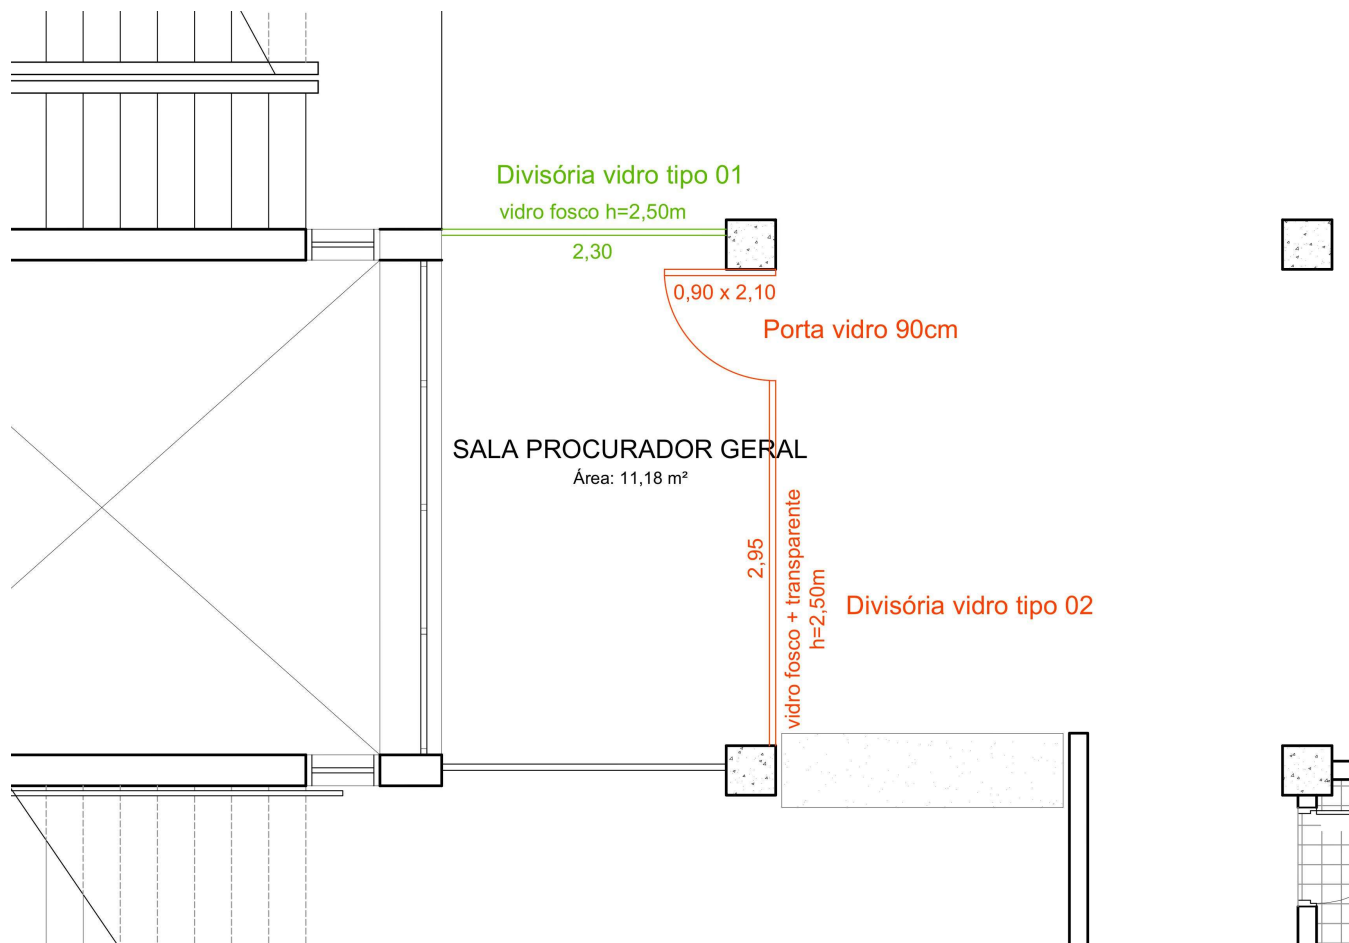 Divisória vidro tipo 01
vidro fosco h=2,50m
2,30
0,90 x 2,10
Porta vidro 90cm
SALA PROCURADOR GERAL
Área: 11,18 m²
2,95
vidro fosco + transparente
h=2,50m
Divisória vidro tipo 02